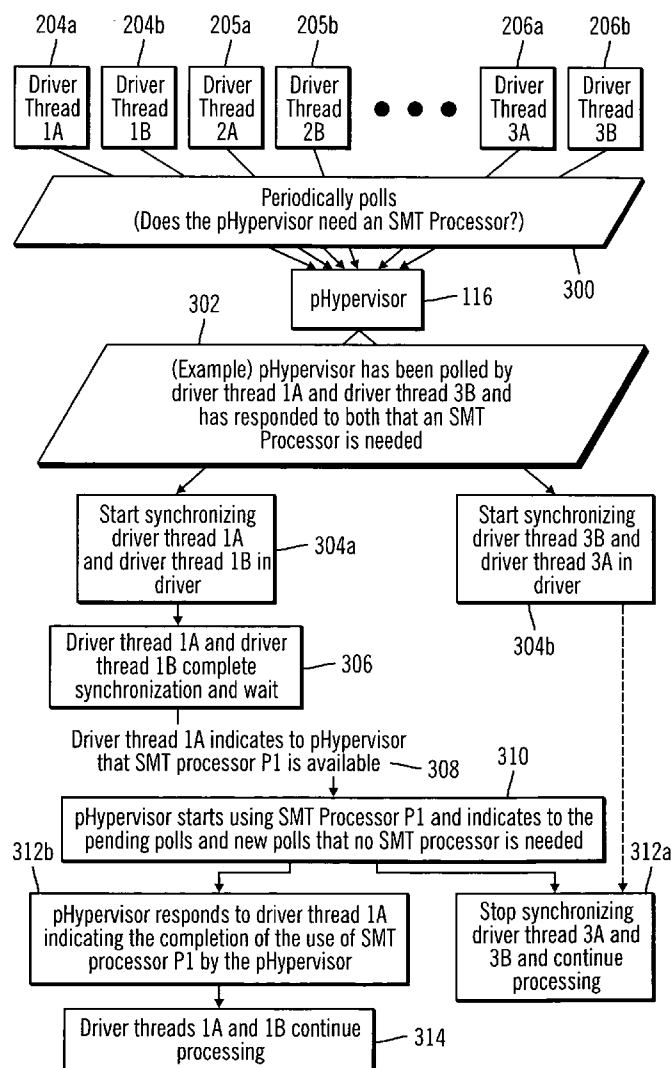 204a 204b 205a 205b 206a 206b
Driver
Thread
1A
Driver
Thread
1B
Driver
Thread
2A
Driver
Thread
2B
Driver
Thread
3A
Driver
Thread
3B
Periodically polls
(Does the pHypervisor need an SMT Processor?)
300
pHypervisor
116
302
(Example) pHypervisor has been polled by
driver thread 1A and driver thread 3B and
has responded to both that an SMT
Processor is needed
Start synchronizing
driver thread 1A
and driver thread 1B in
driver
304a
Start synchronizing
driver thread 3B and
driver thread 3A in
driver
304b
Driver thread 1A and driver
thread 1B complete
synchronization and wait
306
Driver thread 1A indicates to pHypervisor
that SMT processor P1 is available
308
310
pHypervisor starts using SMT Processor P1 and indicates to the
pending polls and new polls that no SMT processor is needed
312b
pHypervisor responds to driver thread 1A
indicating the completion of the use of SMT
processor P1 by the pHypervisor
312a
Stop synchronizing
driver thread 3A and
3B and continue
processing
Driver threads 1A and 1B continue
processing
314